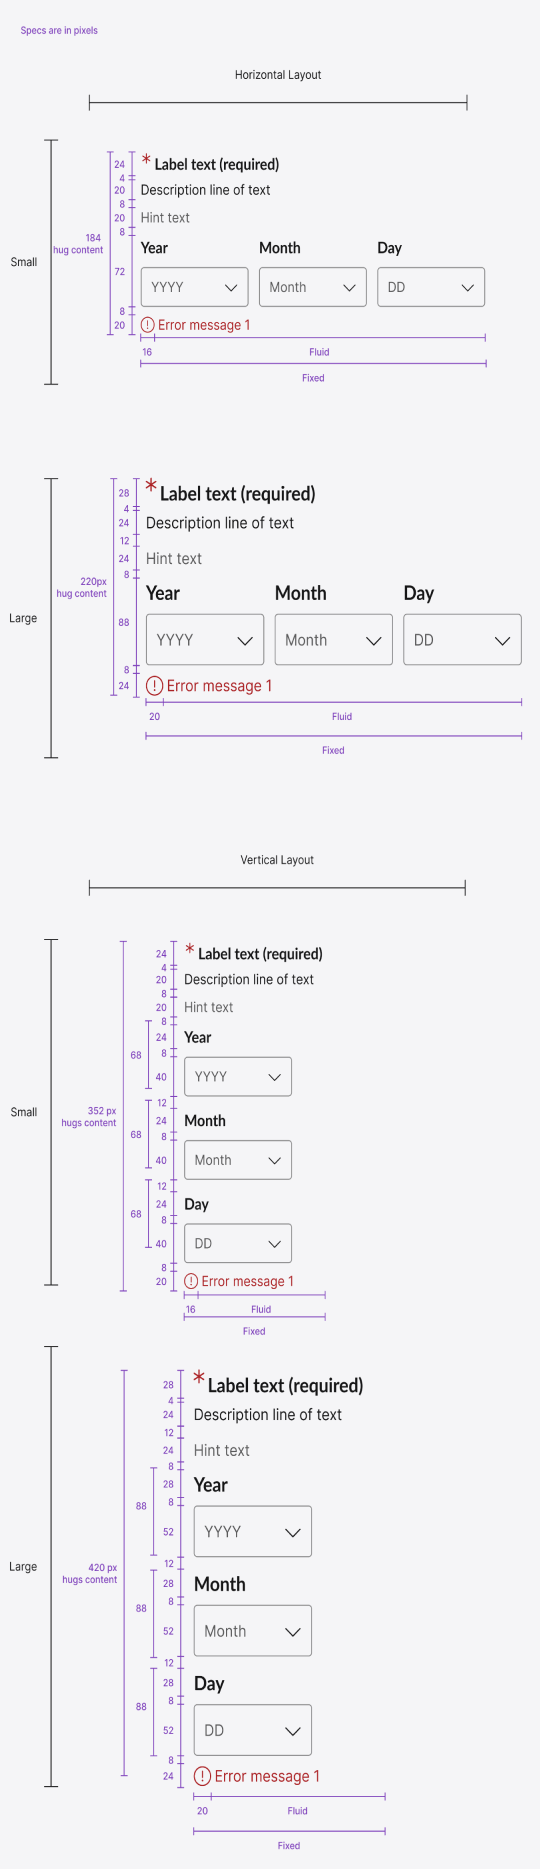 Specs are in pixels
Horizontal Layout
Small
184
hug content
24
4
20
8
20
8
72
8
20
* Label text (required)
Description line of text
Hint text
Year Month Day
YYYY Month DD
Error message 1
16 Fluid
Fixed
Large
220px
hug content
28
4
24
12
24
8
88
8
24
* Label text (required)
Description line of text
Hint text
Year Month Day
YYYY Month DD
Error message 1
20 Fluid
Fixed
Vertical Layout
Small
352 px
hugs content
68
68
68
24
4
20
8
20
8
24
8
40
12
24
8
40
12
24
8
40
8
20
* Label text (required)
Description line of text
Hint text
Year
YYYY
Month
Month
Day
DD
Error message 1
16 Fluid
Fixed
Large
420 px
hugs content
88
88
88
28
4
24
12
24
8
28
8
52
12
28
8
52
12
28
8
52
8
24
* Label text (required)
Description line of text
Hint text
Year
YYYY
Month
Month
Day
DD
Error message 1
20 Fluid
Fixed